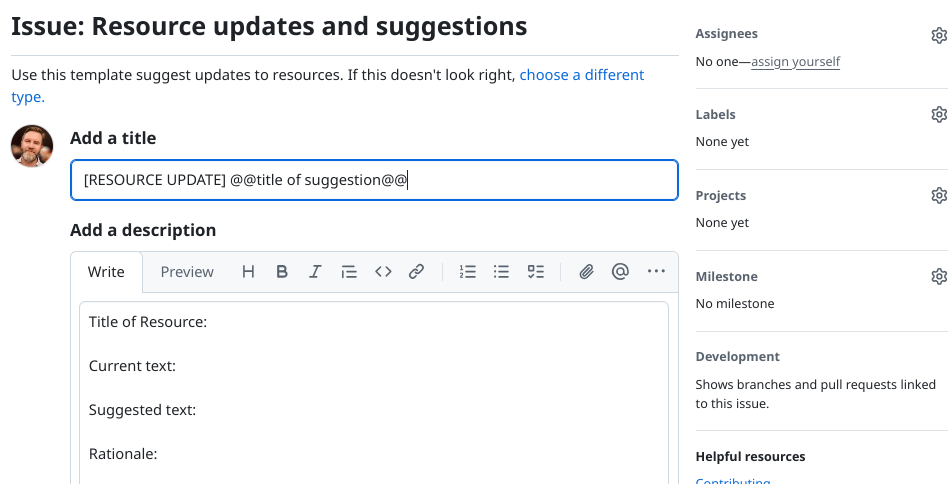 Issue: Resource updates and suggestions
Use this template suggest updates to resources. If this doesn't look right, choose a different
type.
Add a title
[RESOURCE UPDATE] @@title of suggestion@@
Add a description
Write Preview
Title of Resource:
Current text:
Suggested text:
Rationale:
Assignees
No one—assign yourself
Labels
None yet
Projects
None yet
Milestone
No milestone
Development
Shows branches and pull requests linked
to this issue.
Helpful resources
Contributing